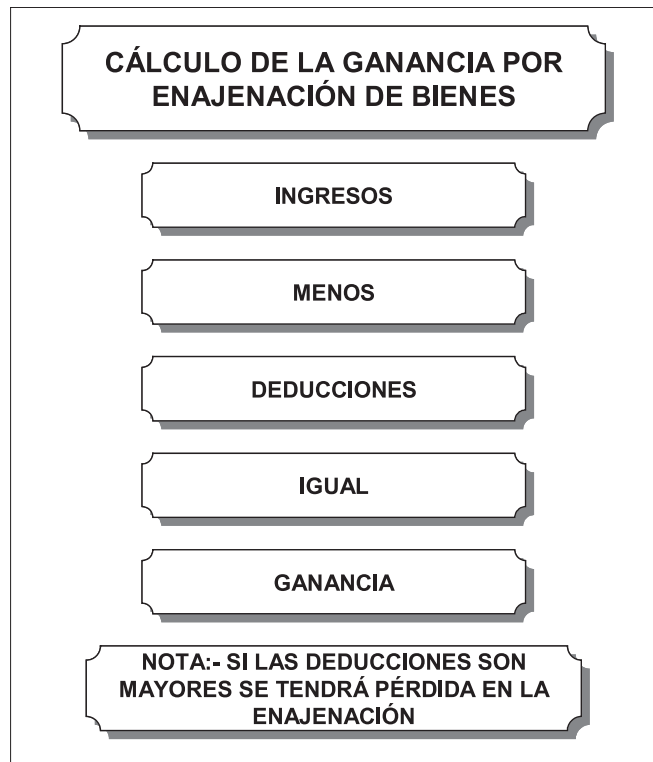 CÁLCULO DE LA GANANCIA POR
ENAJENACIÓN DE BIENES
INGRESOS
MENOS
DEDUCCIONES
IGUAL
GANANCIA
NOTA:- SI LAS DEDUCCIONES SON
MAYORES SE TENDRÁ PÉRDIDA EN LA
ENAJENACIÓN